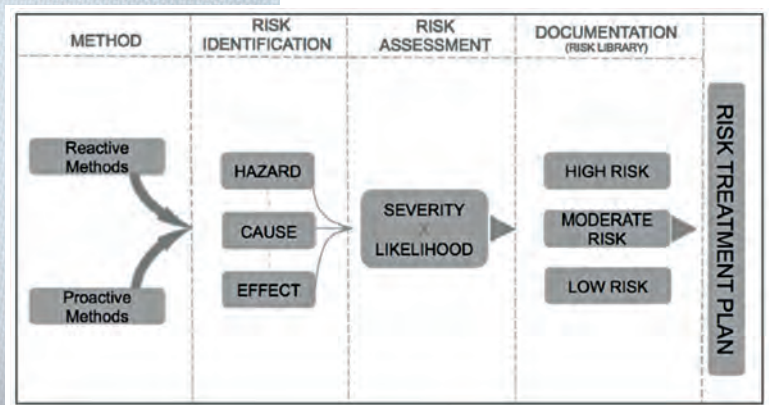 METHOD
RISK
IDENTIFICATION
RISK
ASSESSMENT
DOCUMENTATION
(RISK LIBRARY)
Reactive
Methods
Proactive
Methods
HAZARD
CAUSE
EFFECT
SEVERITY
X
LIKELIHOOD
HIGH RISK
MODERATE
RISK
LOW RISK
RISK TREATMENT PLAN